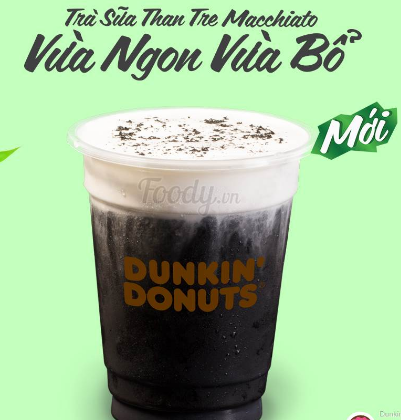 Trà Sữa Than Tre Macchiato
Vừa Ngon Vừa Bổ
Mới
Foody.vn
DUNKIN'
DONUTS